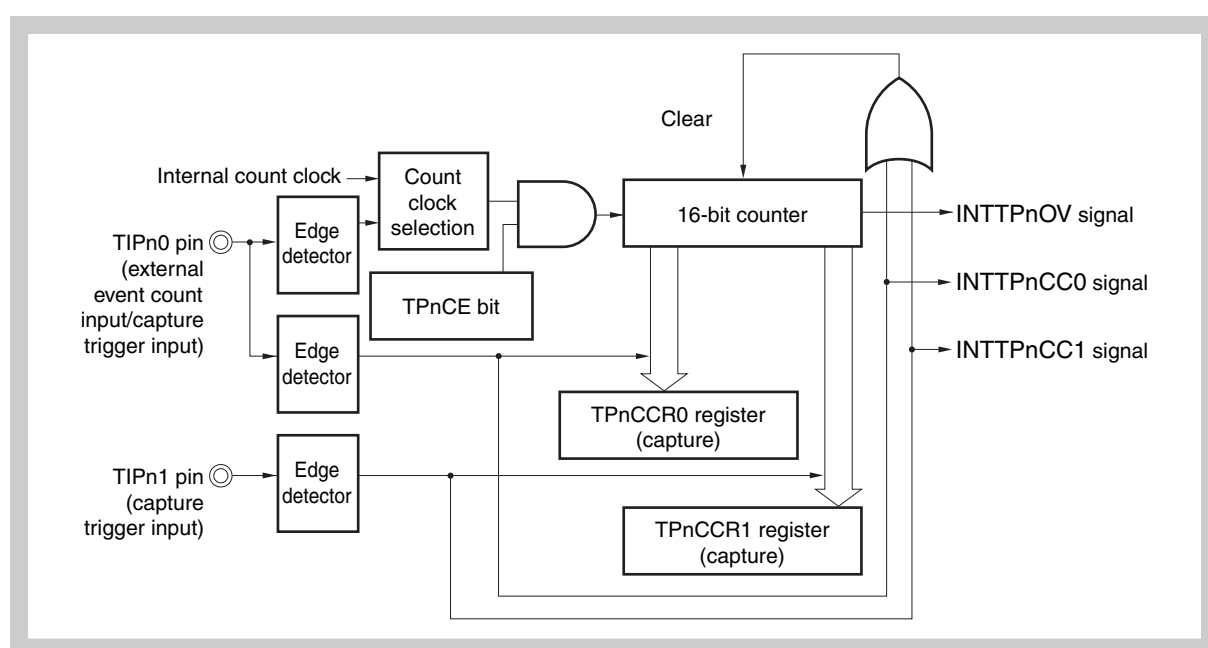 Clear
Internal count clock
Count
clock
selection
Edge
detector
16-bit counter
INTTPnOV signal
TIPn0 pin
(external
event count
input/capture
trigger input)
TPnCE bit
INTTPnCC0 signal
Edge
detector
INTTPnCC1 signal
TPnCCR0 register
(capture)
TIPn1 pin
(capture
trigger input)
Edge
detector
TPnCCR1 register
(capture)